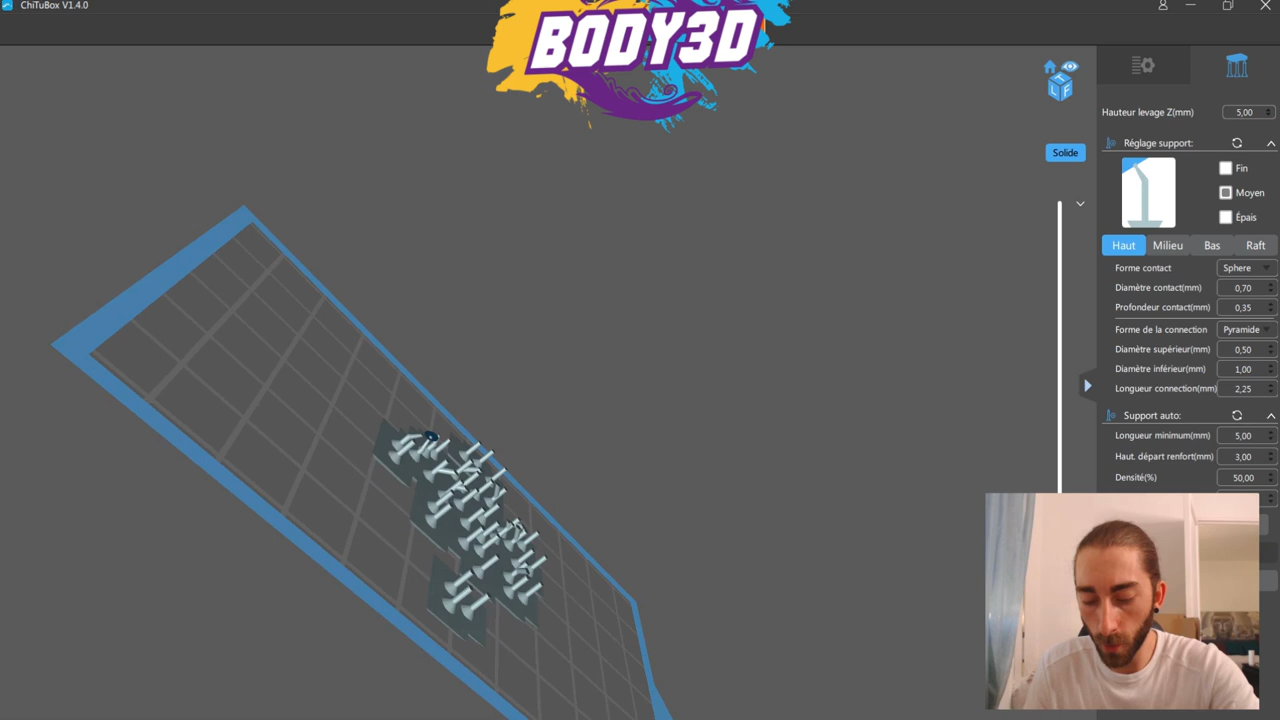 ChiTuBox V1.4.0
BODY3D
T
L F
Hauteur levage Z(mm) 5,00
Solide
Réglage support:
Fin
Moyen
Épais
Haut Milieu Bas Raft
Forme contact Sphere
Diamètre contact(mm) 0,70
Profondeur contact(mm) 0,35
Forme de la connection Pyramide
Diamètre supérieur(mm) 0,50
Diamètre inférieur(mm) 1,00
Longueur connection(mm) 2,25
Support auto:
Longueur minimum(mm) 5,00
Haut. départ renfort(mm) 3,00
Densité(%) 50,00